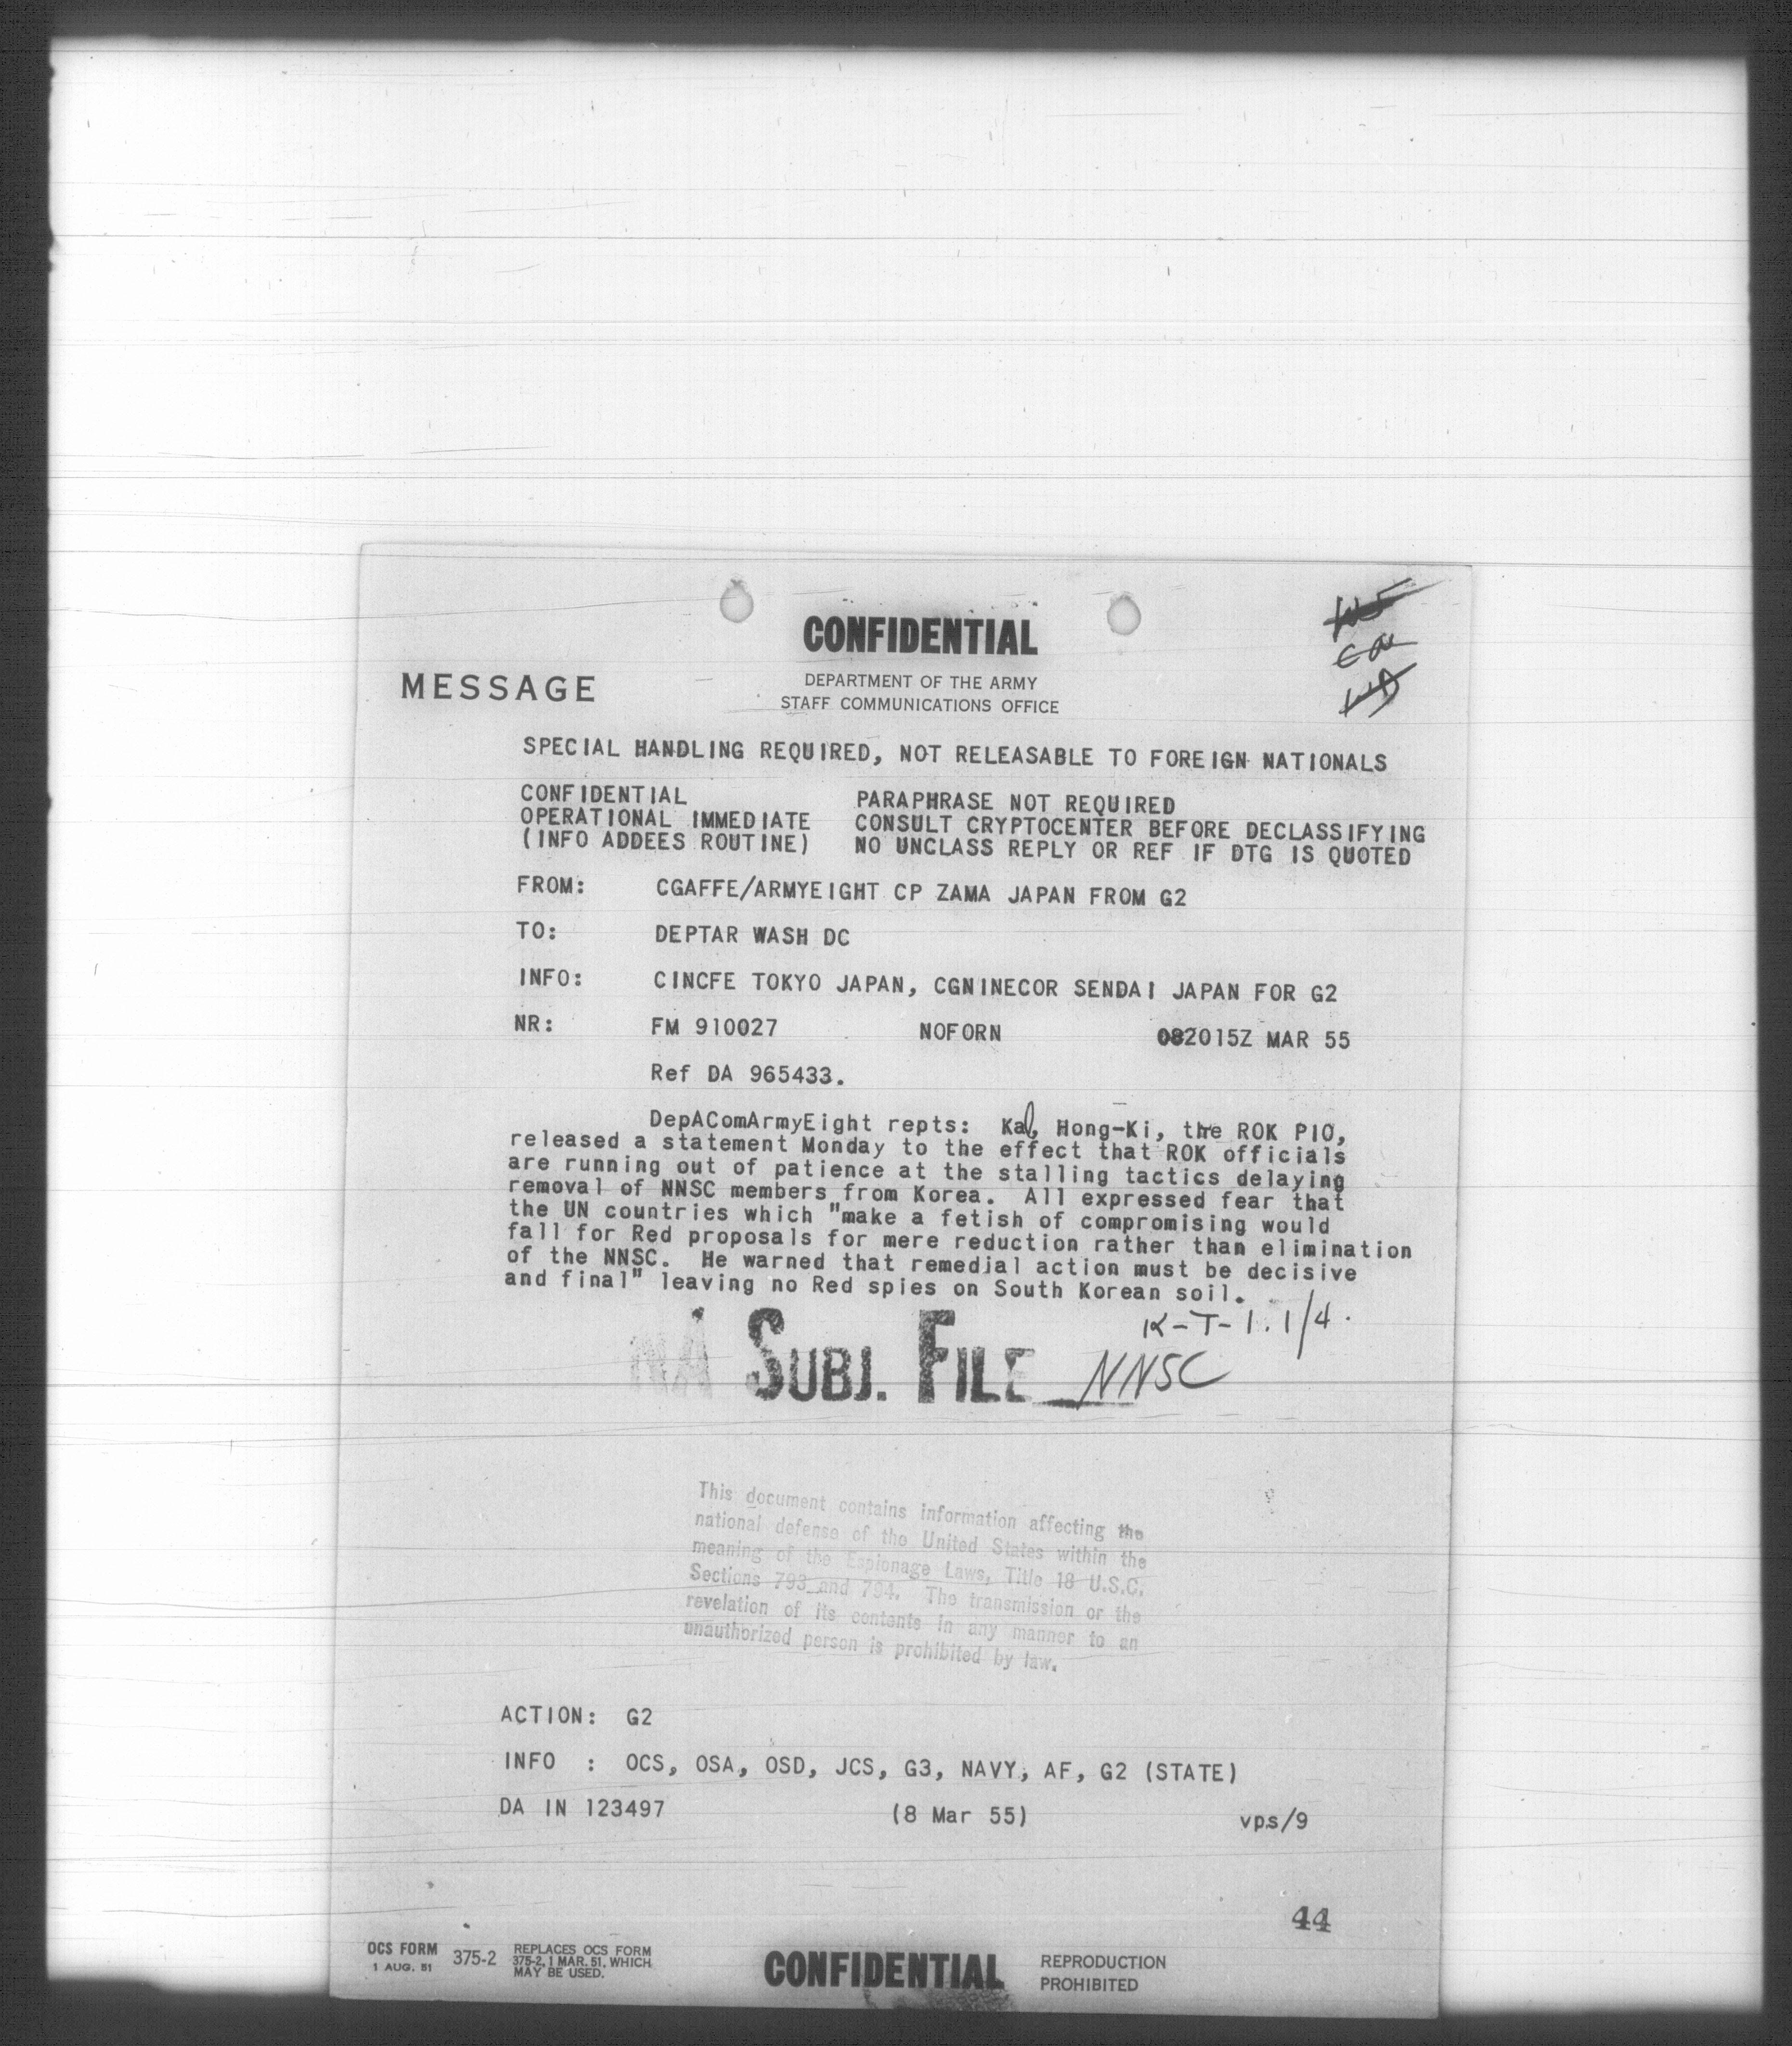 CONFIDENTIAL
MESSAGE
DEPARTMENT OF THE ARMY
STAFF COMMUNICATIONS OFFICE
SPECIAL HANDLING REQUIRED, NOT RELEASABLE TO FOREIGN NATIONALS
CONFIDENTIAL PARAPHRASE NOT REQUIRED
OPERATIONAL IMMEDIATE CONSULT CRYPTOCENTER BEFORE DECLASSIFYING
(INFO ADDEES ROUTINE) NO UNCLASS REPLY OR REF IF DTG IS QUOTED
FROM: CGAFFE/ARMYEIGHT CP ZAMA JAPAN FROM G2
TO: DEPTAR WASH DC
INFO: CINCFE TOKYO JAPAN, CGNINECOR SENDAI JAPAN FOR G2
NR: FM 910027 NOFORN 082015Z MAR 55
Ref DA 965433.
DepAComArmyEight repts: Kal, Hong-Ki, the ROK PIO,
released a statement Monday to the effect that ROK officials
are running out of patience at the stalling tactics delaying
removal of NNSC members from Korea. All expressed fear that
the UN countries which "make a fetish of compromising would
fall for Red proposals for mere reduction rather than elimination
of the NNSC. He warned that remedial action must be decisive
and final" leaving no Red spies on South Korean soil.
K-T-1.1/4.
NA SUBJ. FILE NNSC
This document contains information affecting the
national defense of the United States within the
meaning of the Espionage Laws, Title 18 U.S.C.
Sections 793 and 794. The transmission or the
revelation of its contents in any manner to an
unauthorized person is prohibited by law.
ACTION: G2
INFO : OCS, OSA, OSD, JCS, G3, NAVY, AF, G2 (STATE)
DA IN 123497 (8 Mar 55) vps/9
44
OCS FORM 375-2 REPLACES OCS FORM
1 AUG. 51 375-2, 1 MAR. 51, WHICH
MAY BE USED.
CONFIDENTIAL
REPRODUCTION
PROHIBITED